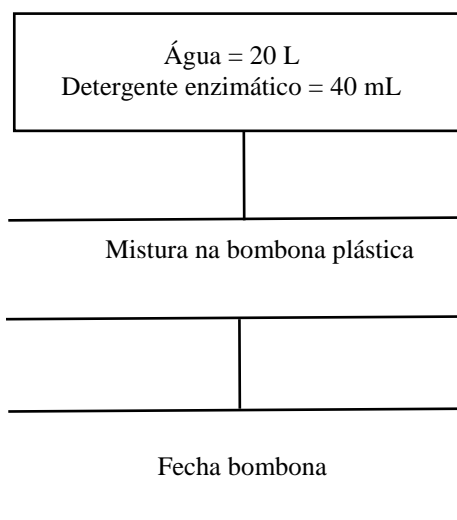 Água = 20 L
Detergente enzimático = 40 mL
Mistura na bombona plástica
Fecha bombona